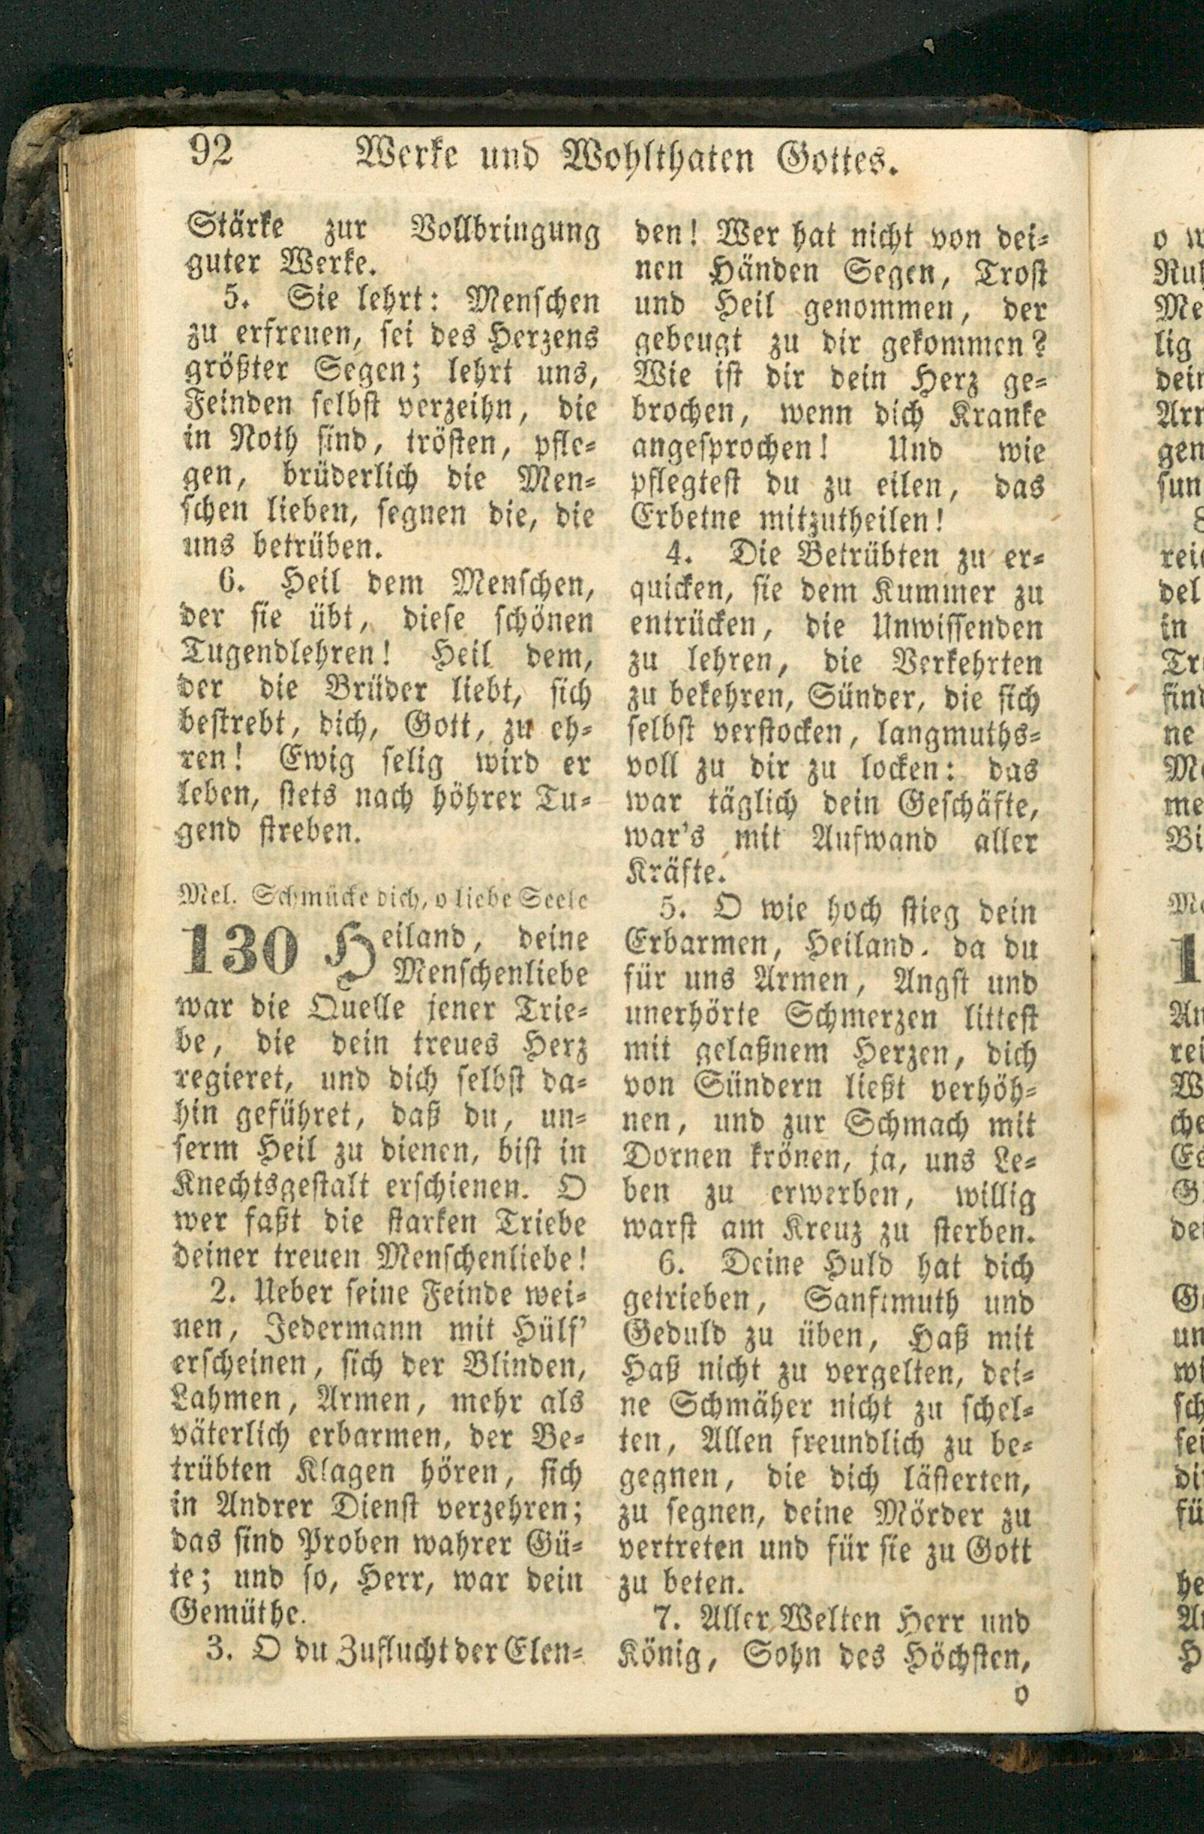 92 Werke und Wohlthaten Gottes.
Stärke zur Vollbringung
guter Werke.
5. Sie lehrt: Menschen
zu erfreuen, sei des Herzens
größter Segen; lehrt uns,
Feinden selbst verzeihn, die
in Noth sind, trösten, pfle-
gen, brüderlich die Men-
schen lieben, segnen die, die
uns betrüben.
6. Heil dem Menschen,
der sie übt, diese schönen
Tugendlehren! Heil dem,
der die Brüder liebt, sich
bestrebt, dich, Gott, zu eh-
ren! Ewig selig wird er
leben, stets nach höhrer Tu-
gend streben.
Mel. Schmücke dich, o liebe Seele
130 Heiland, deine
Menschenliebe
war die Quelle jener Trie-
be, die dein treues Herz
regieret, und dich selbst da-
hin geführet, daß du, un-
serm Heil zu dienen, bist in
Knechtsgestalt erschienen. O
wer faßt die starken Triebe
deiner treuen Menschenliebe!
2. Ueber seine Feinde wei-
nen, Jedermann mit Hülf'
erscheinen, sich der Blinden,
Lahmen, Armen, mehr als
väterlich erbarmen, der Be-
trübten Klagen hören, sich
in Andrer Dienst verzehren;
das sind Proben wahrer Gü-
te; und so, Herr, war dein
Gemüthe.
3. O du Zuflucht der Elen-
den! Wer hat nicht von dei-
nen Händen Segen, Trost
und Heil genommen, der
gebeugt zu dir gekommen?
Wie ist dir dein Herz ge-
brochen, wenn dich Kranke
angesprochen! Und wie
pflegtest du zu eilen, das
Erbetne mitzutheilen!
4. Die Betrübten zu er-
quicken, sie dem Kummer zu
entrücken, die Unwissenden
zu lehren, die Verkehrten
zu bekehren, Sünder, die sich
selbst verstocken, langmuths-
voll zu dir zu locken: das
war täglich dein Geschäfte,
war's mit Aufwand aller
Kräfte.
5. O wie hoch stieg dein
Erbarmen, Heiland. da du
für uns Armen, Angst und
unerhörte Schmerzen littest
mit gelaßnem Herzen, dich
von Sündern ließt verhöh-
nen, und zur Schmach mit
Dornen krönen, ja, uns Le-
ben zu erwerben, willig
warst am Kreuz zu sterben.
6. Deine Huld hat dich
getrieben, Sanftmuth und
Geduld zu üben, Haß mit
Haß nicht zu vergelten, dei-
ne Schmäher nicht zu schel-
ten, Allen freundlich zu be-
gegnen, die dich lästerten,
zu segnen, deine Mörder zu
vertreten und für sie zu Gott
zu beten.
7. Aller Welten Herr und
König, Sohn des Höchsten,
o